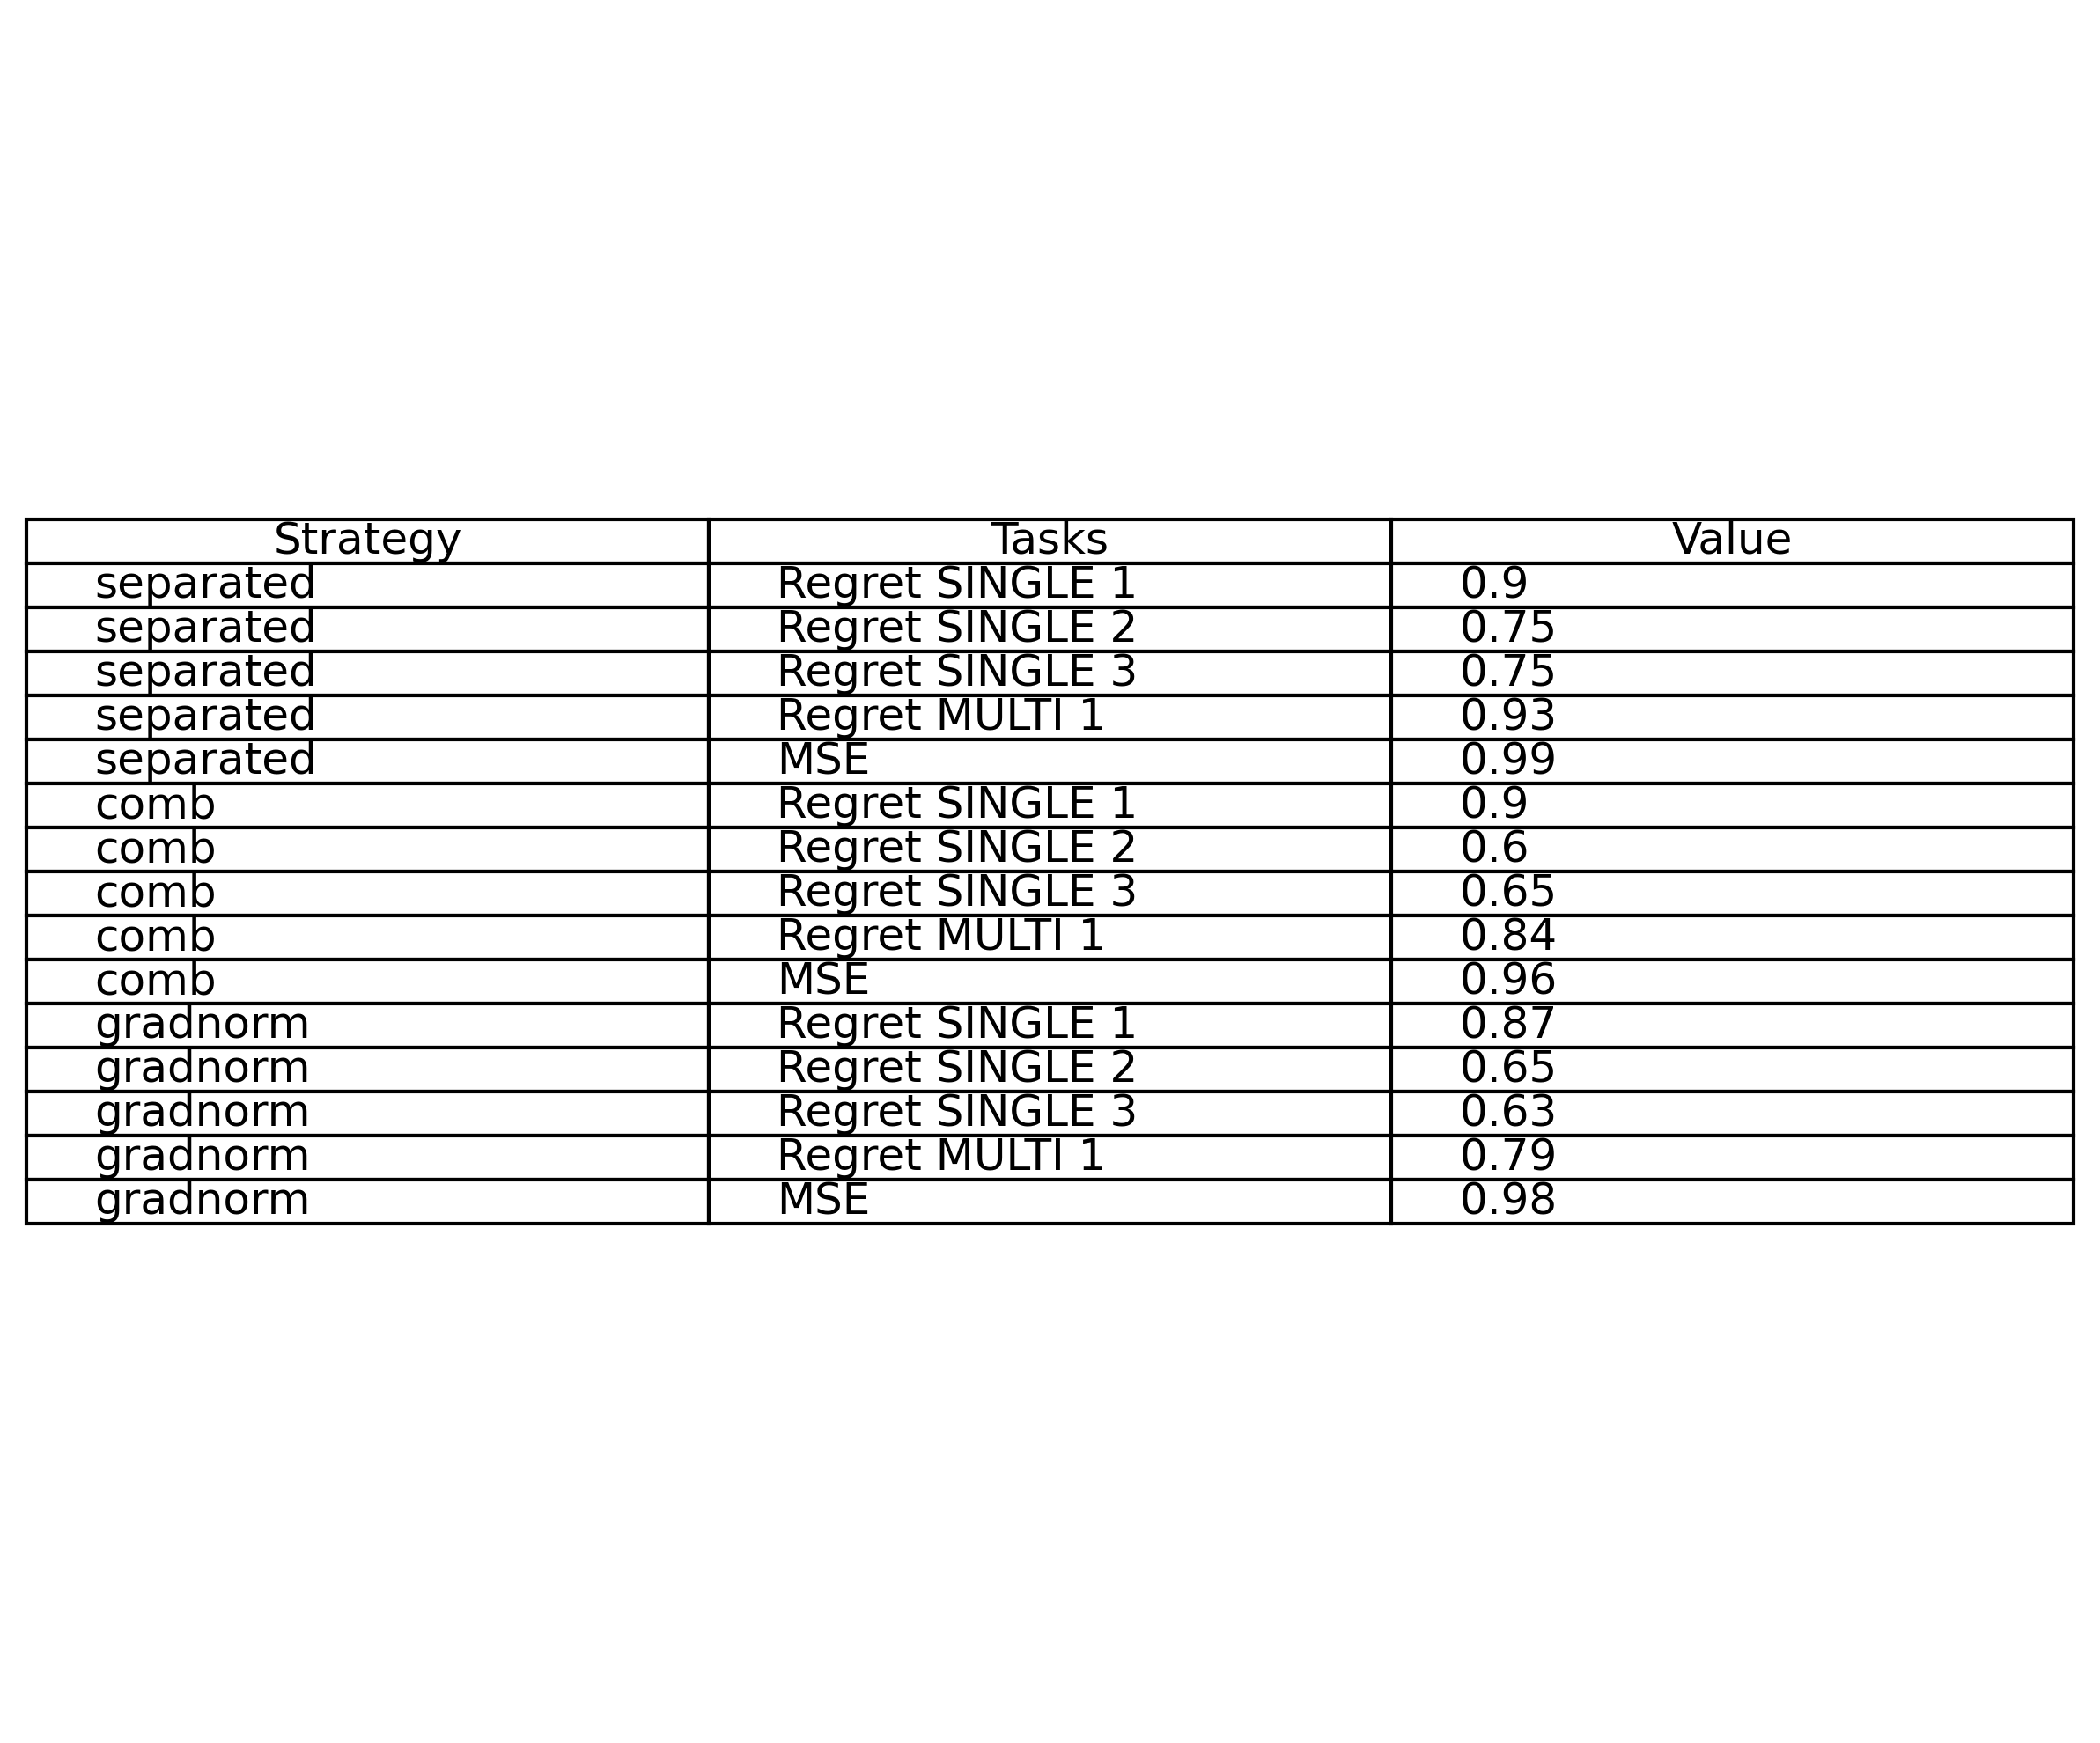 Strategy Tasks Value
separated Regret SINGLE 1 0.9
separated Regret SINGLE 2 0.75
separated Regret SINGLE 3 0.75
separated Regret MULTI 1 0.93
separated MSE 0.99
comb Regret SINGLE 1 0.9
comb Regret SINGLE 2 0.6
comb Regret SINGLE 3 0.65
comb Regret MULTI 1 0.84
comb MSE 0.96
gradnorm Regret SINGLE 1 0.87
gradnorm Regret SINGLE 2 0.65
gradnorm Regret SINGLE 3 0.63
gradnorm Regret MULTI 1 0.79
gradnorm MSE 0.98